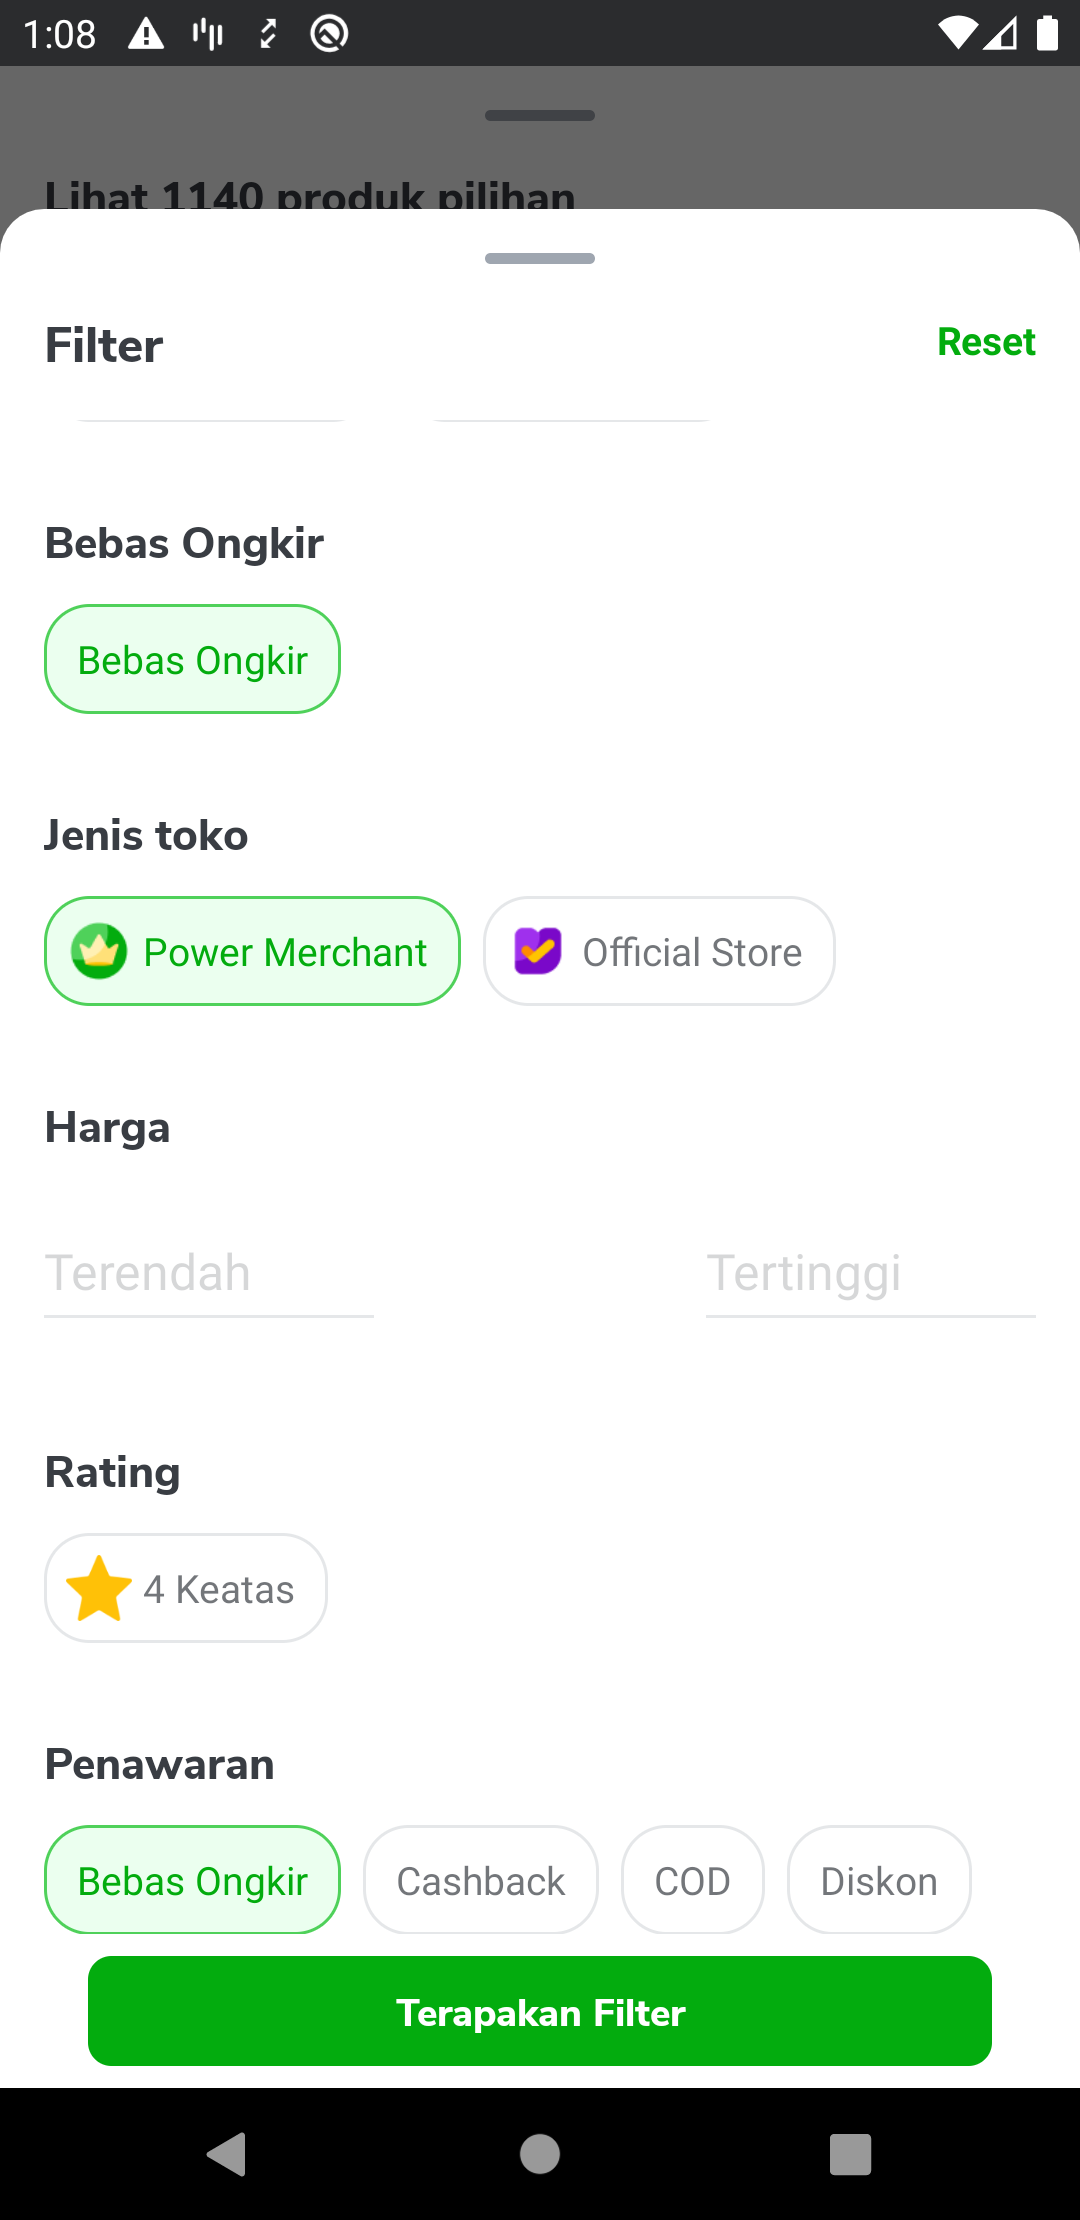 1:08
Lihat 1140 produk pilihan
Filter
Reset
Bebas Ongkir
Bebas Ongkir
Jenis toko
Power Merchant
Official Store
Harga
Terendah
Tertinggi
Rating
4 Keatas
Penawaran
Bebas Ongkir
Cashback
COD
Diskon
Terapakan Filter